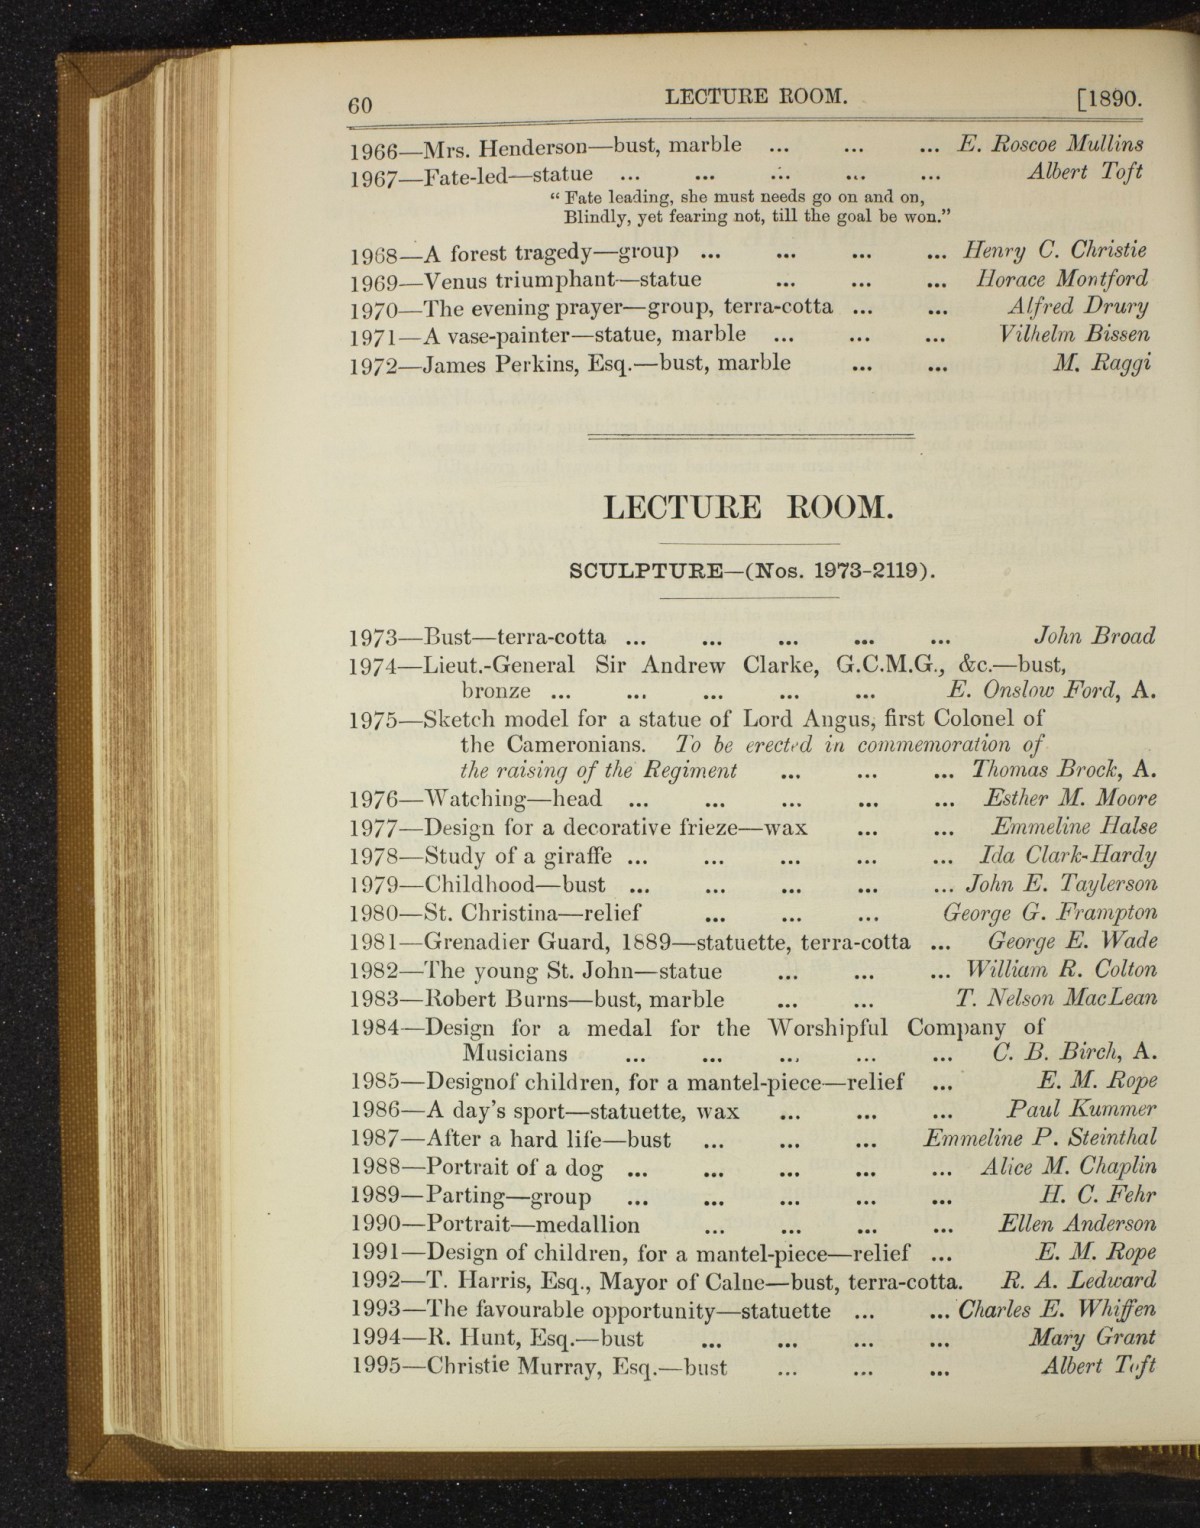 60 LECTURE ROOM. [1890.
1966—Mrs. Henderson—bust, marble ... ... ... E. Roscoe Mullins
1967—Fate-led—statue ... ... ... ... ... Albert Toft
“Fate leading, she must needs go on and on,
Blindly, yet fearing not, till the goal be won.”
1968—A forest tragedy—group ... ... ... ... Henry C. Christie
1969—Venus triumphant—statue ... ... ... Horace Montford
1970—The evening prayer—group, terra-cotta ... ... Alfred Drury
1971—A vase-painter—statue, marble ... ... ... Vilhelm Bissen
1972—James Perkins, Esq.—bust, marble ... ... M. Raggi
LECTURE ROOM.
SCULPTURE—(Nos. 1973-2119).
1973—Bust—terra-cotta ... ... ... ... ... John Broad
1974—Lieut.-General Sir Andrew Clarke, G.C.M.G., &c.—bust,
bronze ... ... ... ... ... E. Onslow Ford, A.
1975—Sketch model for a statue of Lord Angus, first Colonel of
the Cameronians. To be erected in commemoration of
the raising of the Regiment ... ... ... Thomas Brock, A.
1976—Watching—head ... ... ... ... ... Esther M. Moore
1977—Design for a decorative frieze—wax ... ... Emmeline Halse
1978—Study of a giraffe ... ... ... ... ... Ida Clark-Hardy
1979—Childhood—bust ... ... ... ... ... John E. Taylerson
1980—St. Christina—relief ... ... ... George G. Frampton
1981—Grenadier Guard, 1889—statuette, terra-cotta ... George E. Wade
1982—The young St. John—statue ... ... ... William R. Colton
1983—Robert Burns—bust, marble ... ... T. Nelson MacLean
1984—Design for a medal for the Worshipful Company of
Musicians ... ... ... ... ... C. B. Birch, A.
1985—Designof children, for a mantel-piece—relief ... E. M. Rope
1986—A day’s sport—statuette, wax ... ... ... Paul Kummer
1987—After a hard life—bust ... ... ... Emmeline P. Steinthal
1988—Portrait of a dog ... ... ... ... ... Alice M. Chaplin
1989—Parting—group ... ... ... ... ... H. C. Fehr
1990—Portrait—medallion ... ... ... ... Ellen Anderson
1991—Design of children, for a mantel-piece—relief ... E. M. Rope
1992—T. Harris, Esq., Mayor of Calne—bust, terra-cotta. R. A. Ledward
1993—The favourable opportunity—statuette ... ... Charles E. Whiffen
1994—R. Hunt, Esq.—bust ... ... ... ... Mary Grant
1995—Christie Murray, Esq.—bust ... ... ... Albert Toft